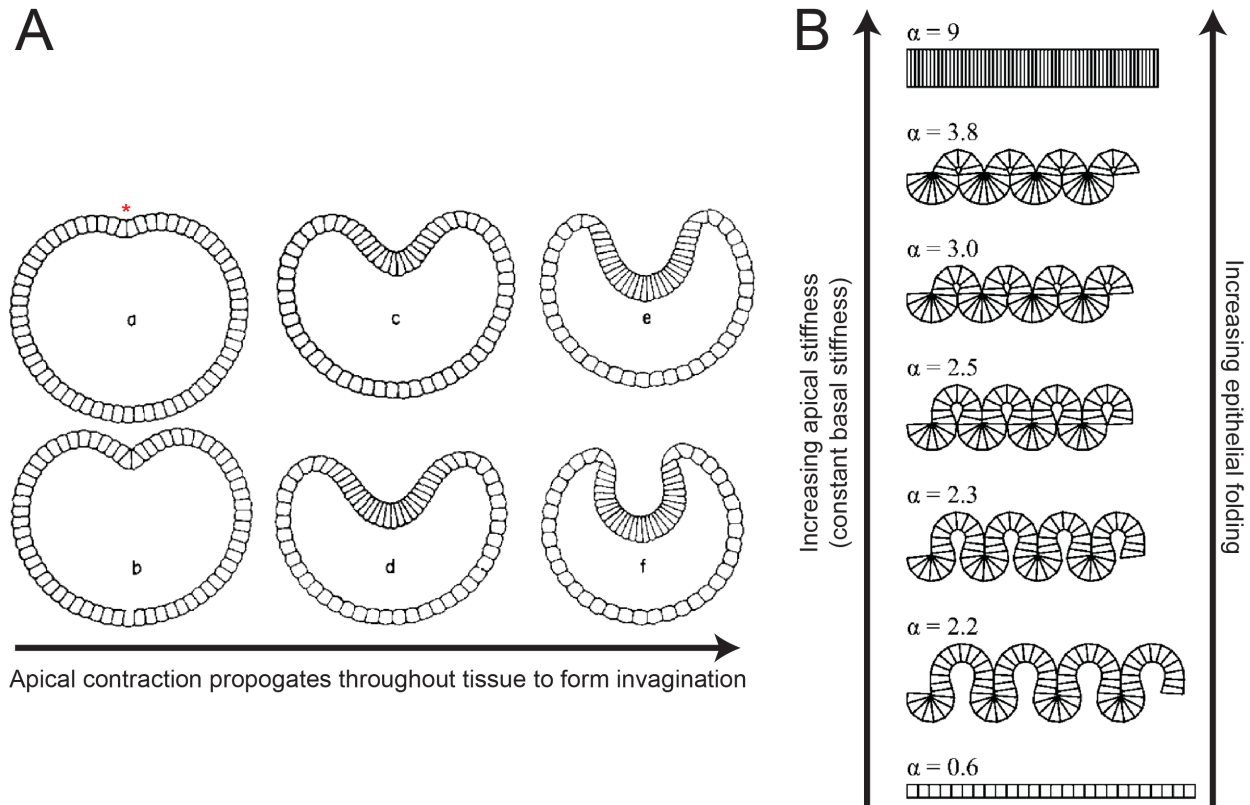 A
*
a
c
e
b
d
f
Apical contraction propogates throughout tissue to form invagination
B
Increasing apical stiffness
(constant basal stiffness)
α = 9
α = 3.8
α = 3.0
α = 2.5
α = 2.3
α = 2.2
α = 0.6
Increasing epithelial folding